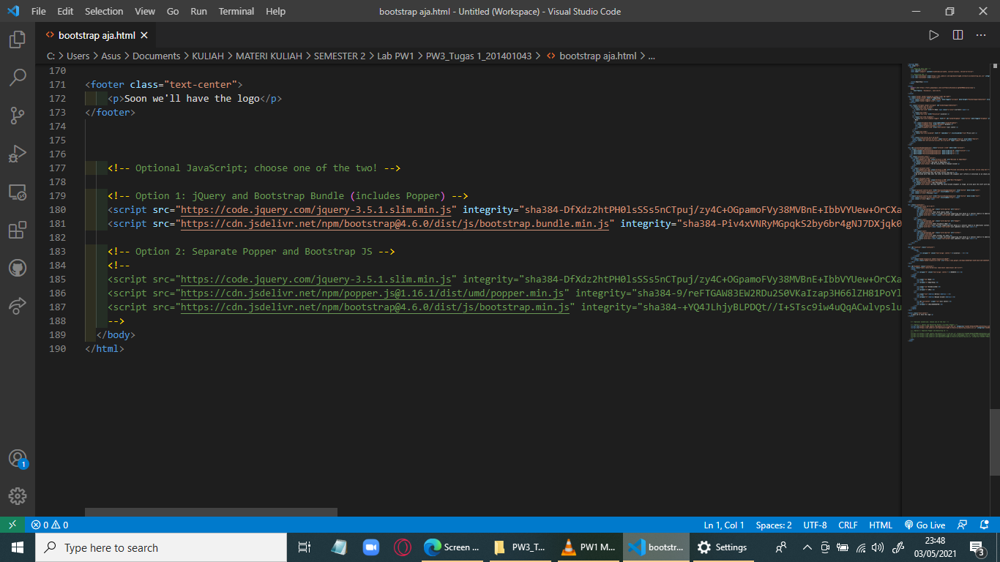 File Edit Selection View Go Run Terminal Help
bootstrap aja.html - Untitled (Workspace) - Visual Studio Code
bootstrap aja.html
C: > Users > Asus > Documents > KULIAH > MATERI KULIAH > SEMESTER 2 > Lab PW1 > PW3_Tugas 1_201401043 > bootstrap aja.html > ...
170
171 <footer class="text-center">
172 <p>Soon we'll have the logo</p>
173 </footer>
174
175
176
177 <!-- Optional JavaScript; choose one of the two! -->
178
179 <!-- Option 1: jQuery and Bootstrap Bundle (includes Popper) -->
180 <script src="https://code.jquery.com/jquery-3.5.1.slim.min.js" integrity="sha384-DfXdz2htPH0lsSSs5nCTpuj/zy4C+OGpamoFVy38MVBnE+IbbVYUew+OrCXa
181 <script src="https://cdn.jsdelivr.net/npm/bootstrap@4.6.0/dist/js/bootstrap.bundle.min.js" integrity="sha384-Piv4xVNRyMGpqkS2by6br4gNJ7DXjqk0
182
183 <!-- Option 2: Separate Popper and Bootstrap JS -->
184 <!--
185 <script src="https://code.jquery.com/jquery-3.5.1.slim.min.js" integrity="sha384-DfXdz2htPH0lsSSs5nCTpuj/zy4C+OGpamoFVy38MVBnE+IbbVYUew+OrCXa
186 <script src="https://cdn.jsdelivr.net/npm/popper.js@1.16.1/dist/umd/popper.min.js" integrity="sha384-9/reFTGAW83EW2RDu2S0VKaIzap3H66lZH81PoYl
187 <script src="https://cdn.jsdelivr.net/npm/bootstrap@4.6.0/dist/js/bootstrap.min.js" integrity="sha384-+YQ4JLhjyBLPDQt//I+STsc9iw4uQqACwlvpslu
188 -->
189 </body>
190 </html>
1
0 0
Ln 1, Col 1 Spaces: 2 UTF-8 CRLF HTML Go Live
Type here to search
Screen ...
PW3_T...
PW1 M...
bootstr...
Settings
23:48
03/05/2021
3